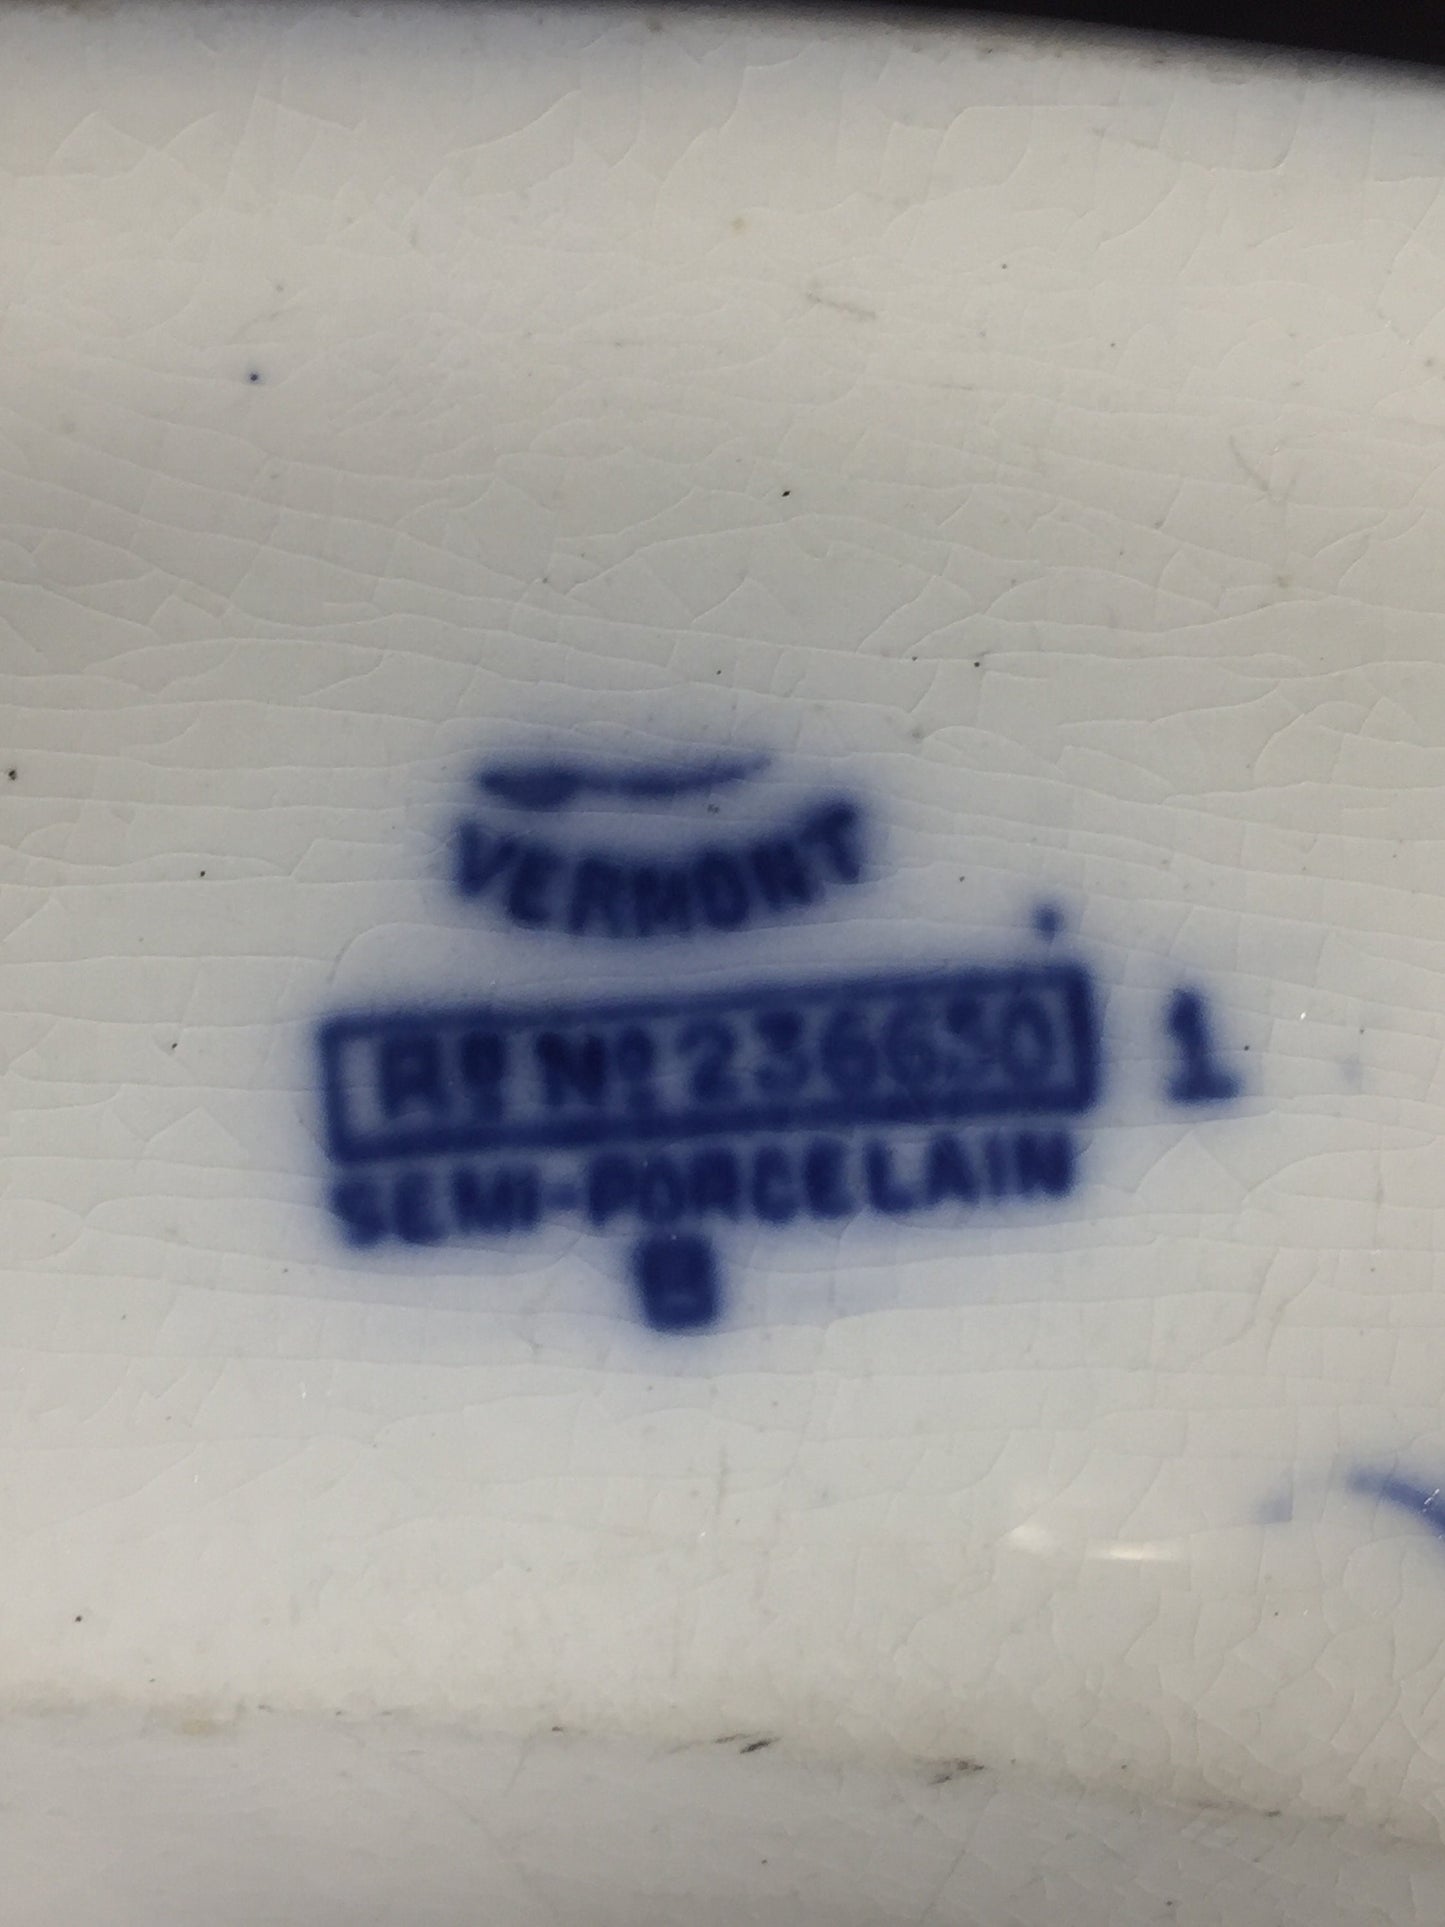 VERMONT
Rᴰ Nº 236650
1
SEMI-PORCELAIN